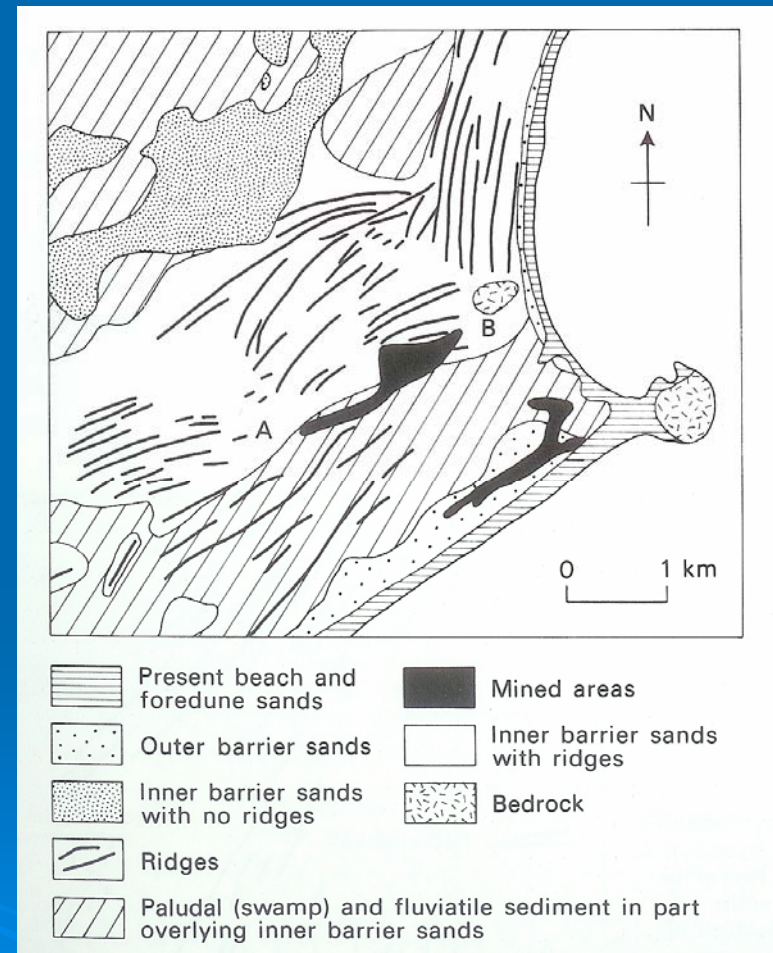 N
B
A
0 1 km
Present beach and
foredune sands
Mined areas
Outer barrier sands
Inner barrier sands
with ridges
Inner barrier sands
with no ridges
Bedrock
Ridges
Paludal (swamp) and fluviatile sediment in part
overlying inner barrier sands